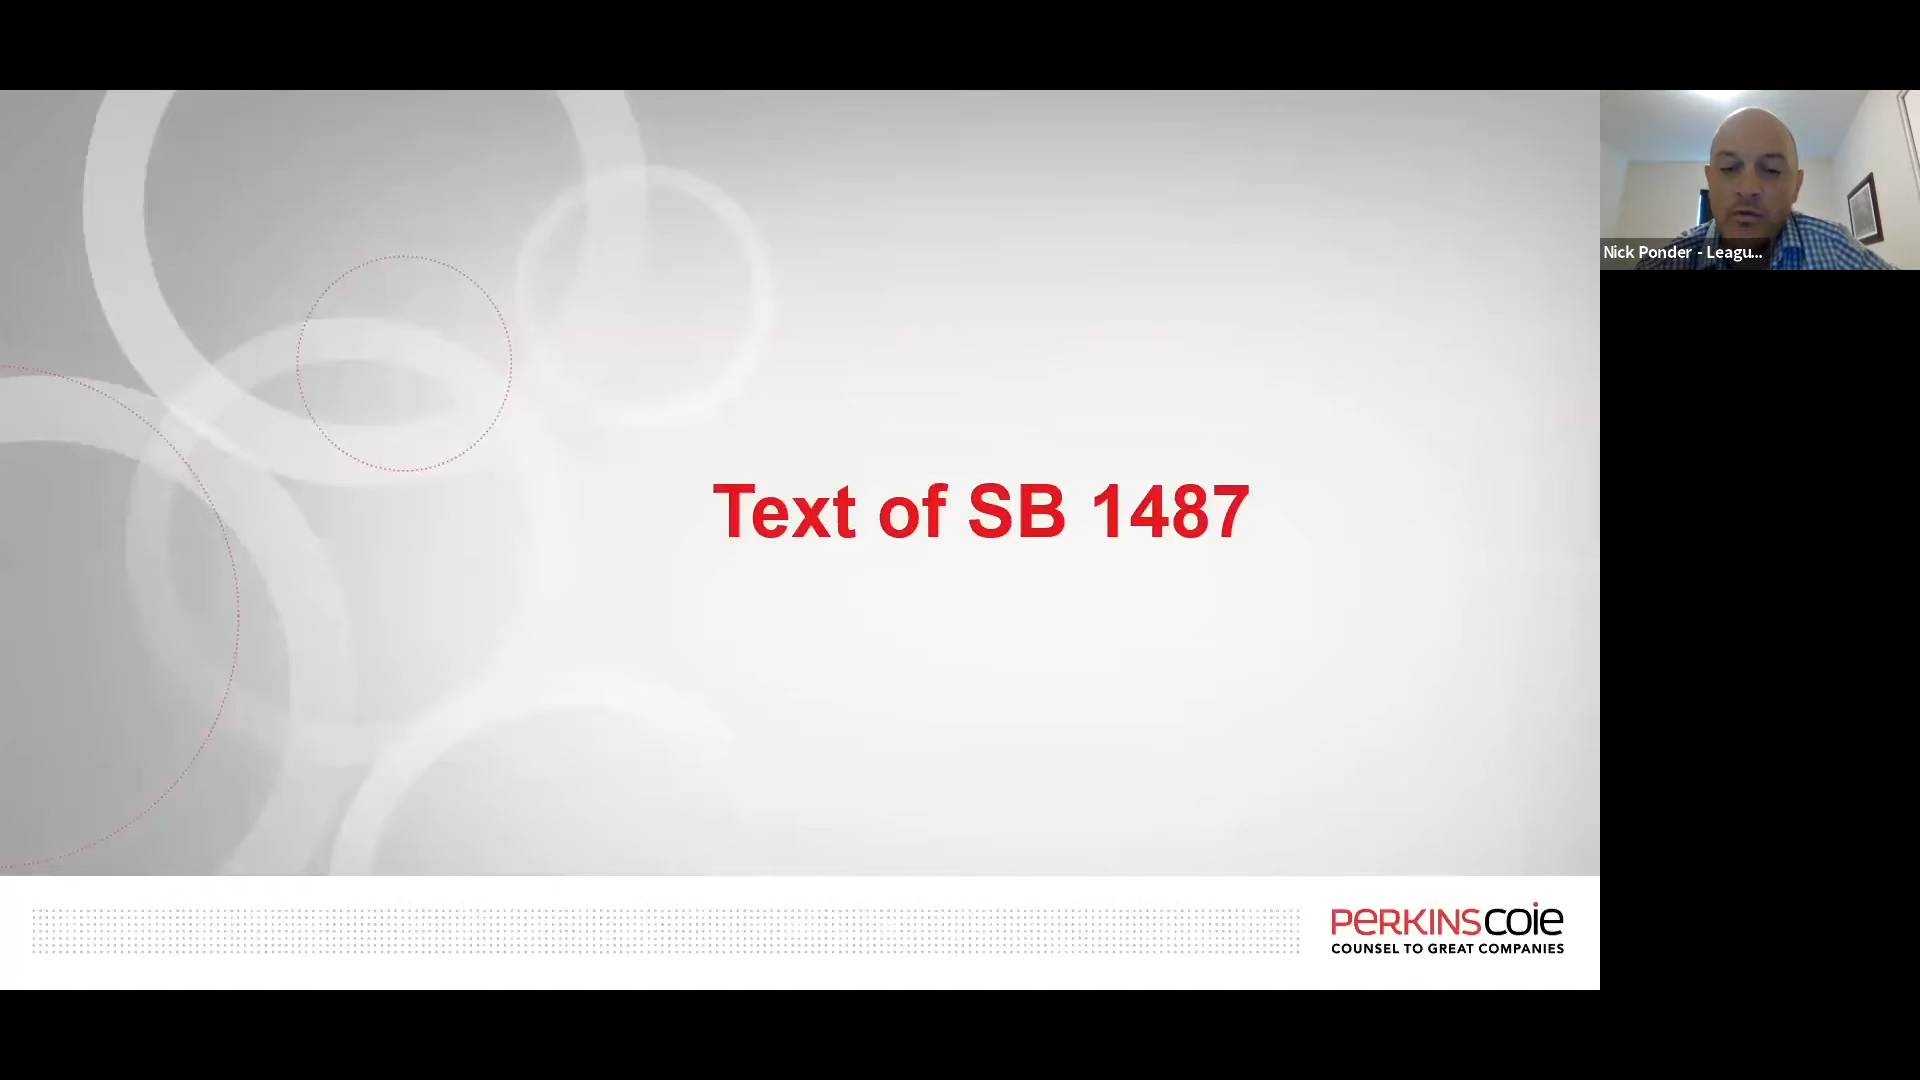 Nick Ponder - Leagu...
Text of SB 1487
PERKINSCOIE
COUNSEL TO GREAT COMPANIES